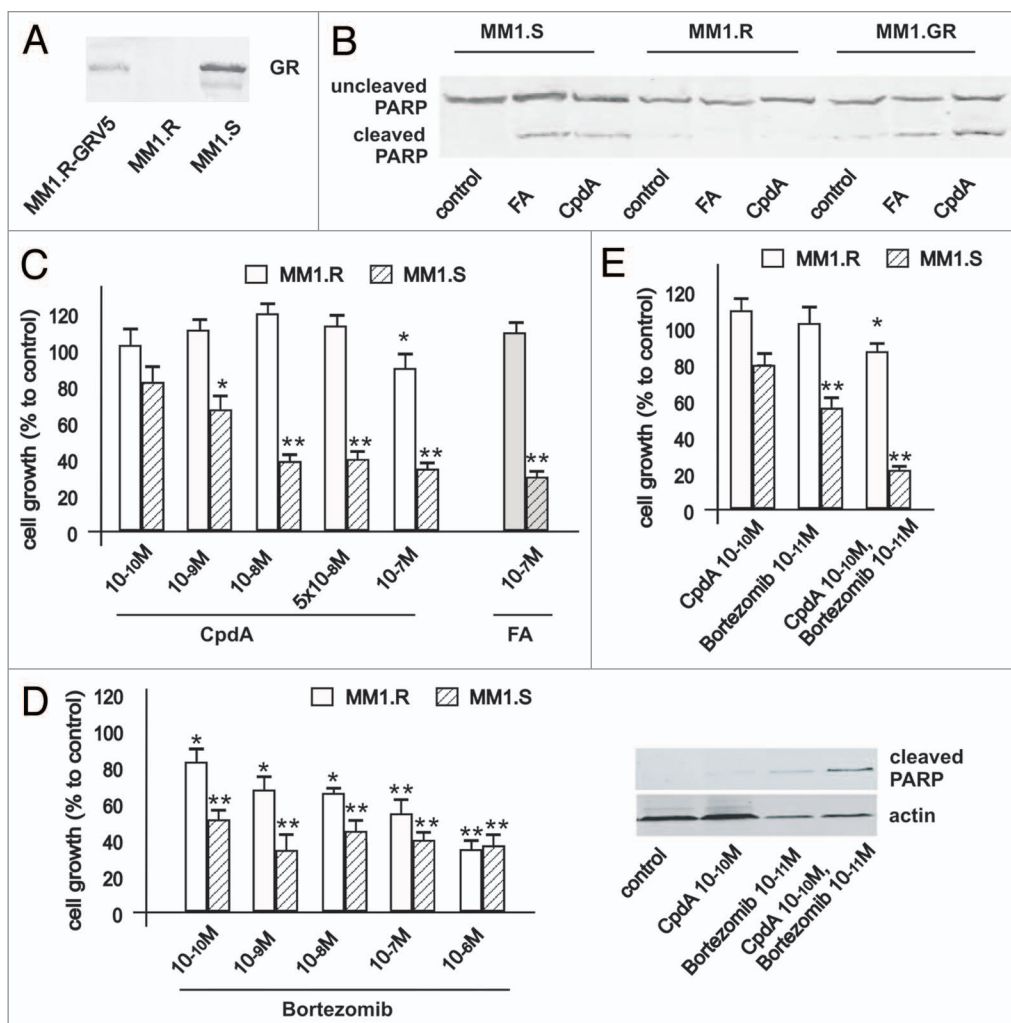 A
GR
MM1.R-GRV5
MM1.R
MM1.S
B
MM1.S
MM1.R
MM1.GR
uncleaved
PARP
cleaved
PARP
control
FA
CpdA
control
FA
CpdA
control
FA
CpdA
C
MM1.R
MM1.S
cell growth (% to control)
120
100
80
60
40
20
0
*
**
**
*
**
**
10-10M
10-9M
10-8M
5x10-8M
10-7M
10-7M
CpdA
FA
E
MM1.R
MM1.S
cell growth (% to control)
120
100
80
60
40
20
0
**
*
**
CpdA 10-10M
Bortezomib 10-11M
CpdA 10-10M,
Bortezomib 10-11M
D
MM1.R
MM1.S
cell growth (% to control)
120
100
80
60
40
20
0
*
**
*
**
*
**
**
**
**
**
10-10M
10-9M
10-8M
10-7M
10-6M
Bortezomib
cleaved
PARP
actin
control
CpdA 10-10M
Bortezomib 10-11M
CpdA 10-10M,
Bortezomib 10-11M